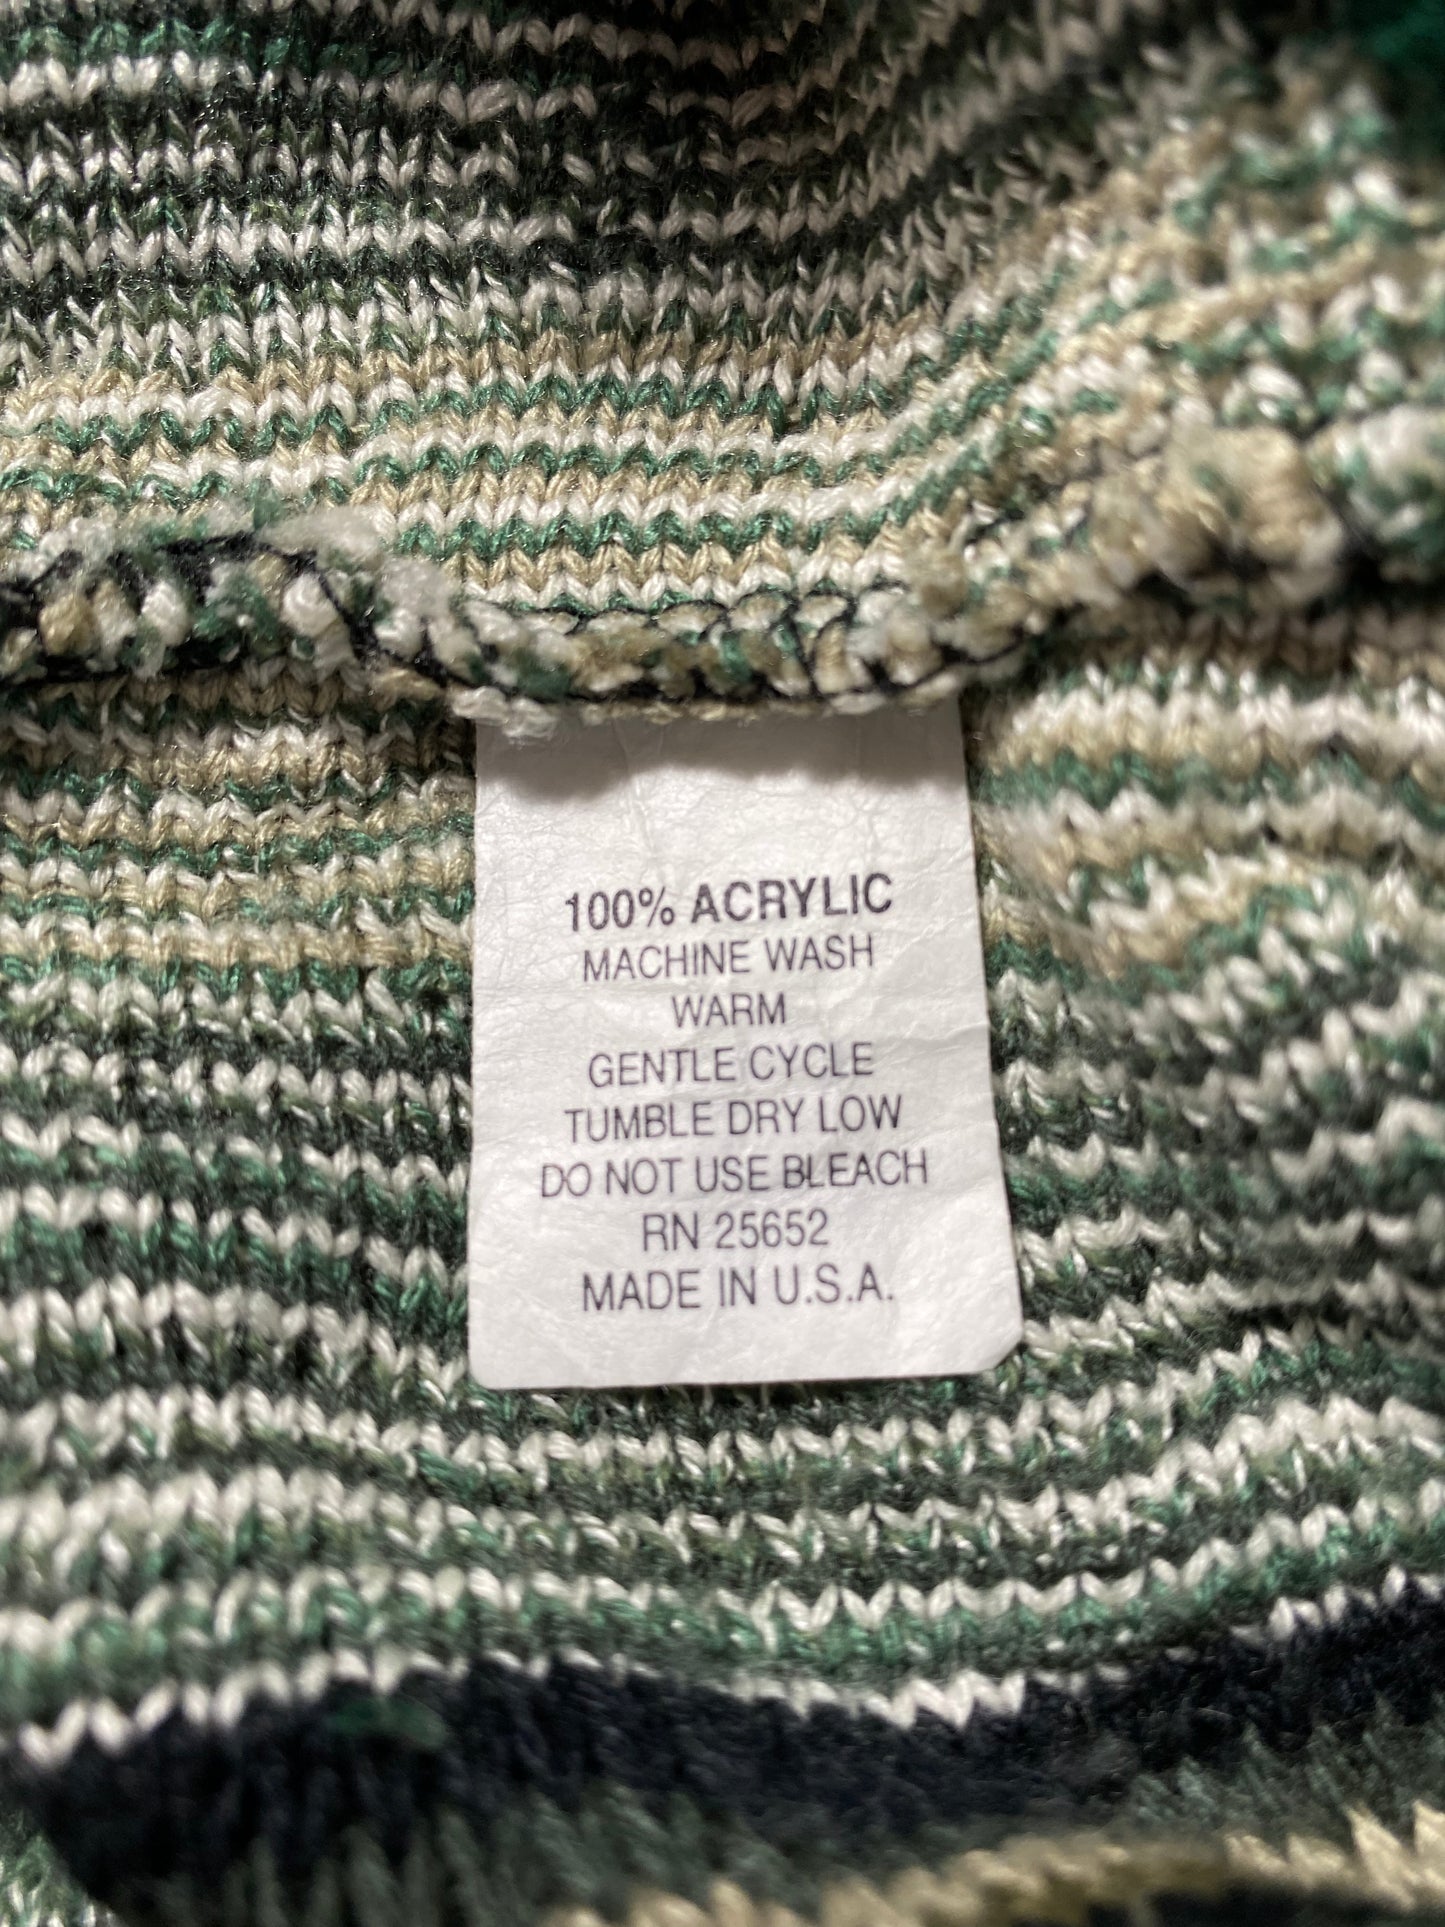 100% ACRYLIC
MACHINE WASH
WARM
GENTLE CYCLE
TUMBLE DRY LOW
DO NOT USE BLEACH
RN 25652
MADE IN U.S.A.